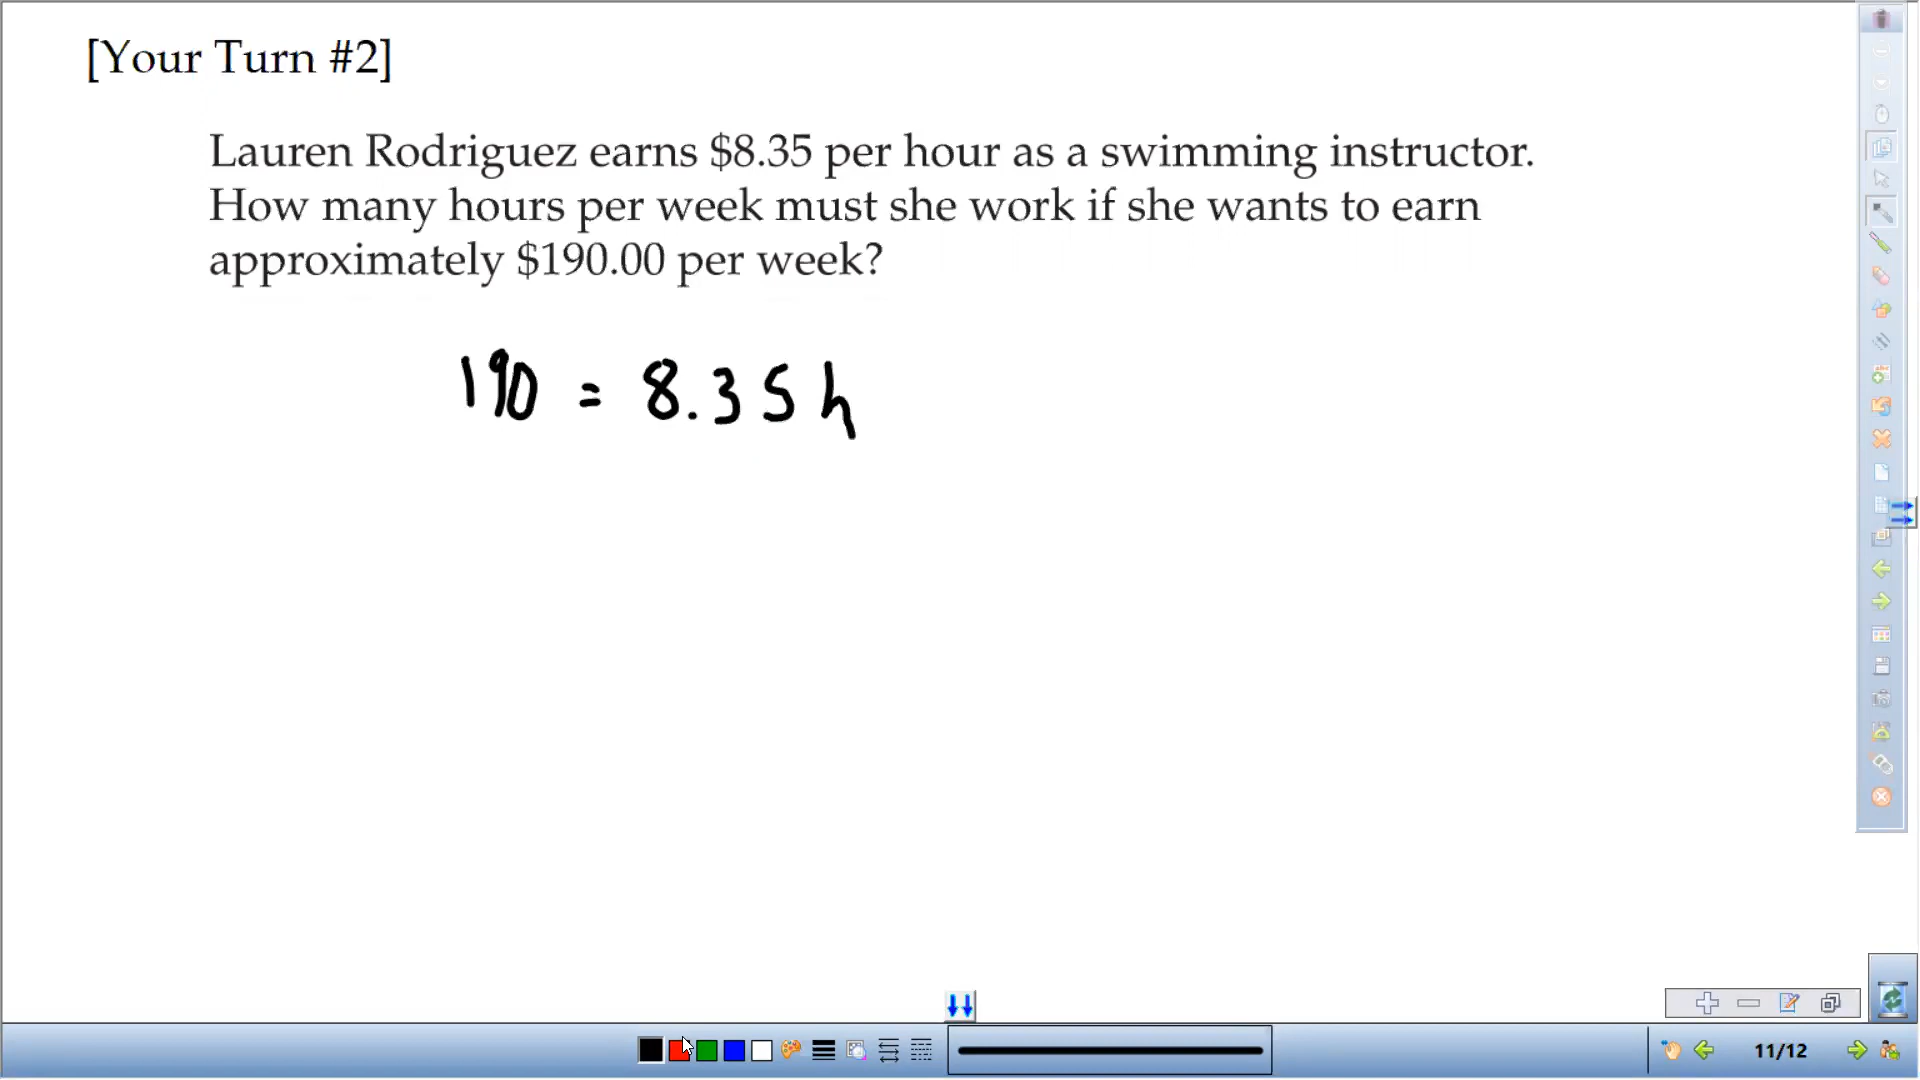 [Your Turn #2]
Lauren Rodriguez earns $8.35 per hour as a swimming instructor.
How many hours per week must she work if she wants to earn
approximately $190.00 per week?
190 = 8.35 h
11/12